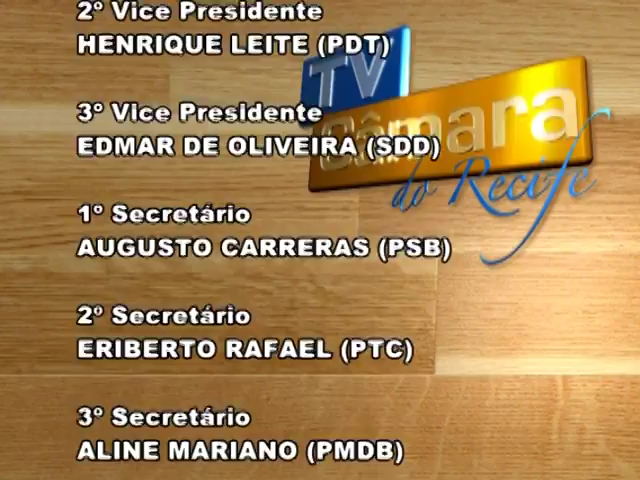 2º Vice Presidente
HENRIQUE LEITE (PDT)
TV
3º Vice Presidente
Câmara
EDMAR DE OLIVEIRA (SDD)
do Recife
1º Secretário
AUGUSTO CARRERAS (PSB)
2º Secretário
ERIBERTO RAFAEL (PTC)
3º Secretário
ALINE MARIANO (PMDB)